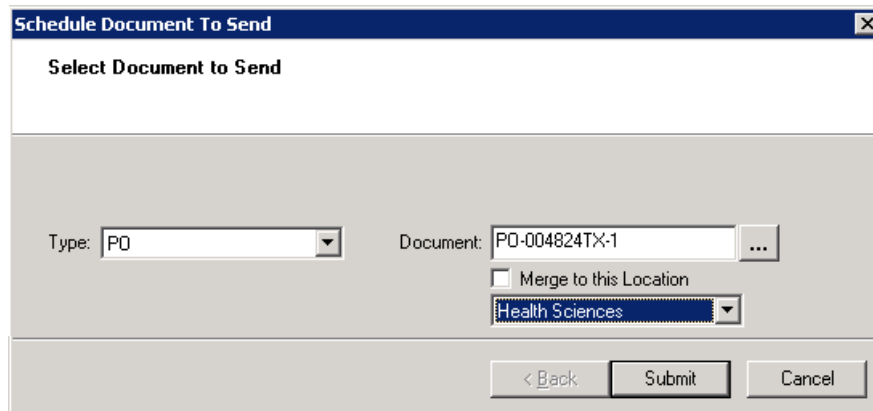 Schedule Document To Send
Select Document to Send
Type: PO
Document: PO-004824TX-1 ...
Merge to this Location
Health Sciences
< Back Submit Cancel